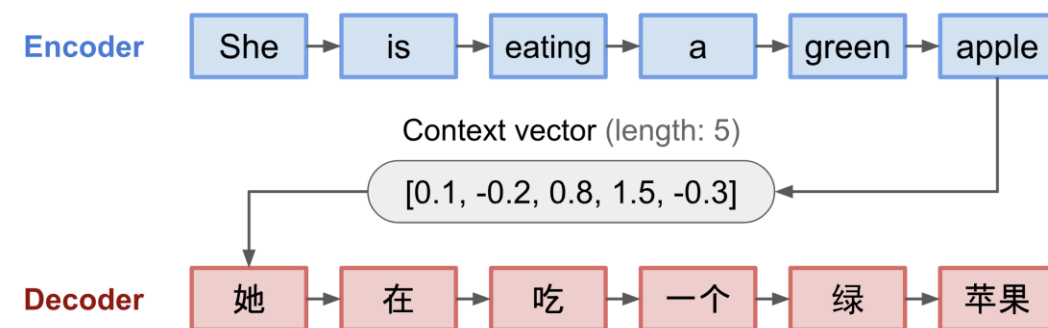 Encoder She is eating a green apple
Context vector (length: 5)
[0.1, -0.2, 0.8, 1.5, -0.3]
Decoder 她 在 吃 一个 绿 苹果